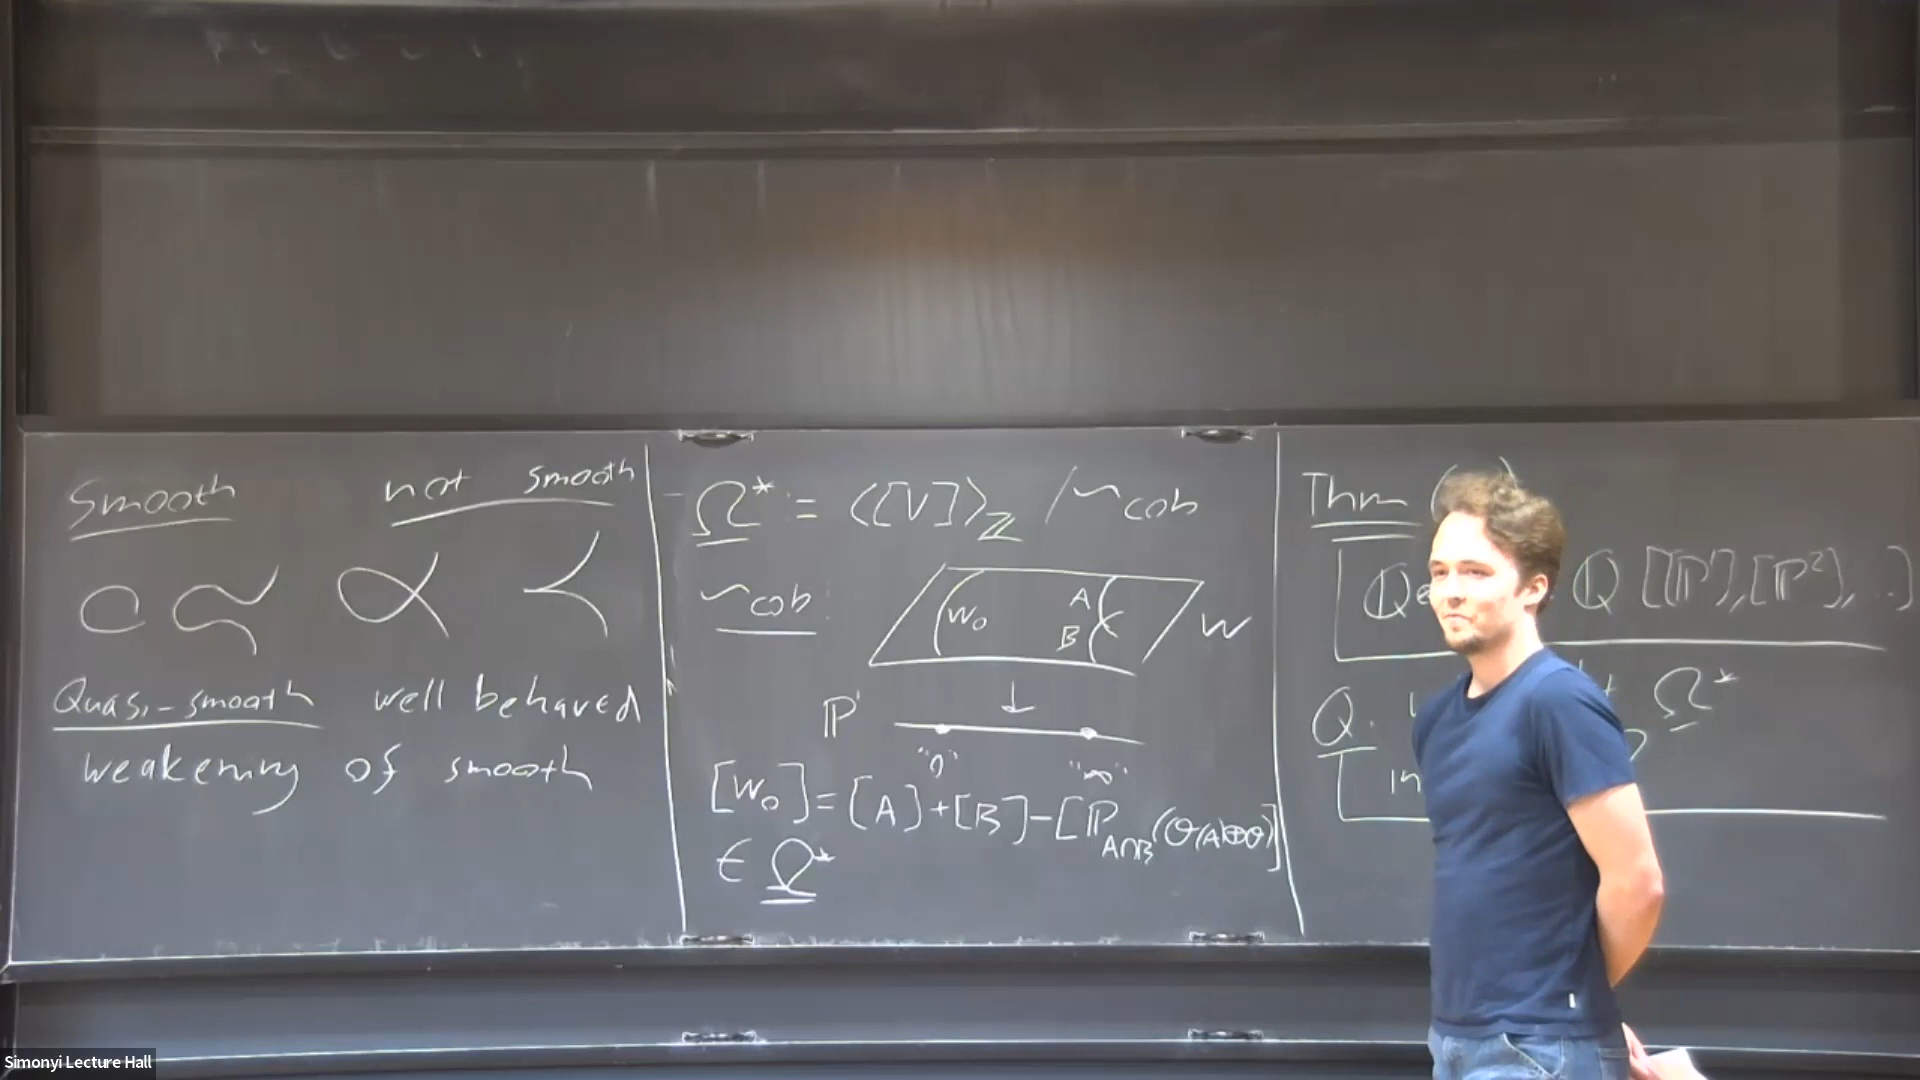 Smooth not smooth
Quasi-smooth well behaved
weakening of smooth
Ω* := ⟨[V]⟩_ℤ / ~cob
~cob:
W₀ A B W
ℙ¹
"0" "∞"
[W₀] = [A] + [B] - [ℙ_{A∩B}(O(A)⊕O)]
∈ Ω*
Thm
ℚ ℚ[[ℙ¹], [ℙ²], ..]
Q. Ω*
in ?
Simonyi Lecture Hall